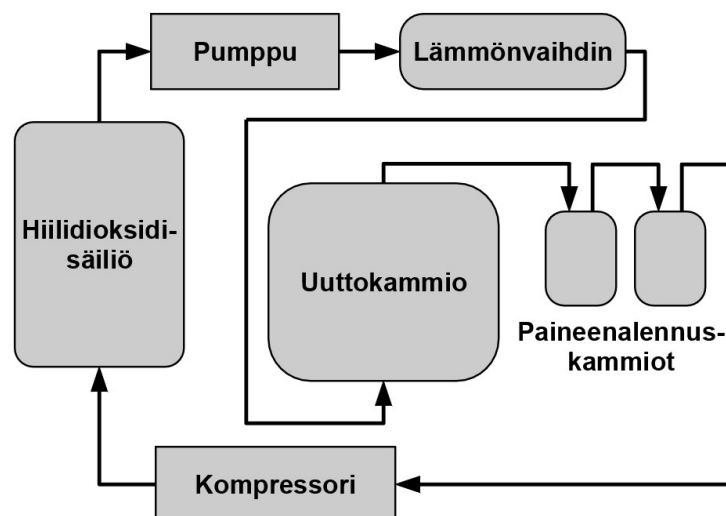 Pumppu
Lämmönvaihdin
Hiilidioksidi-
säiliö
Uuttokammio
Paineenalennus-
kammiot
Kompressori